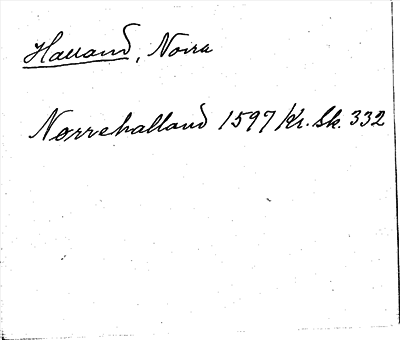 Halland, Norra
Nørrehalland 1597 Kr. Sk. 332